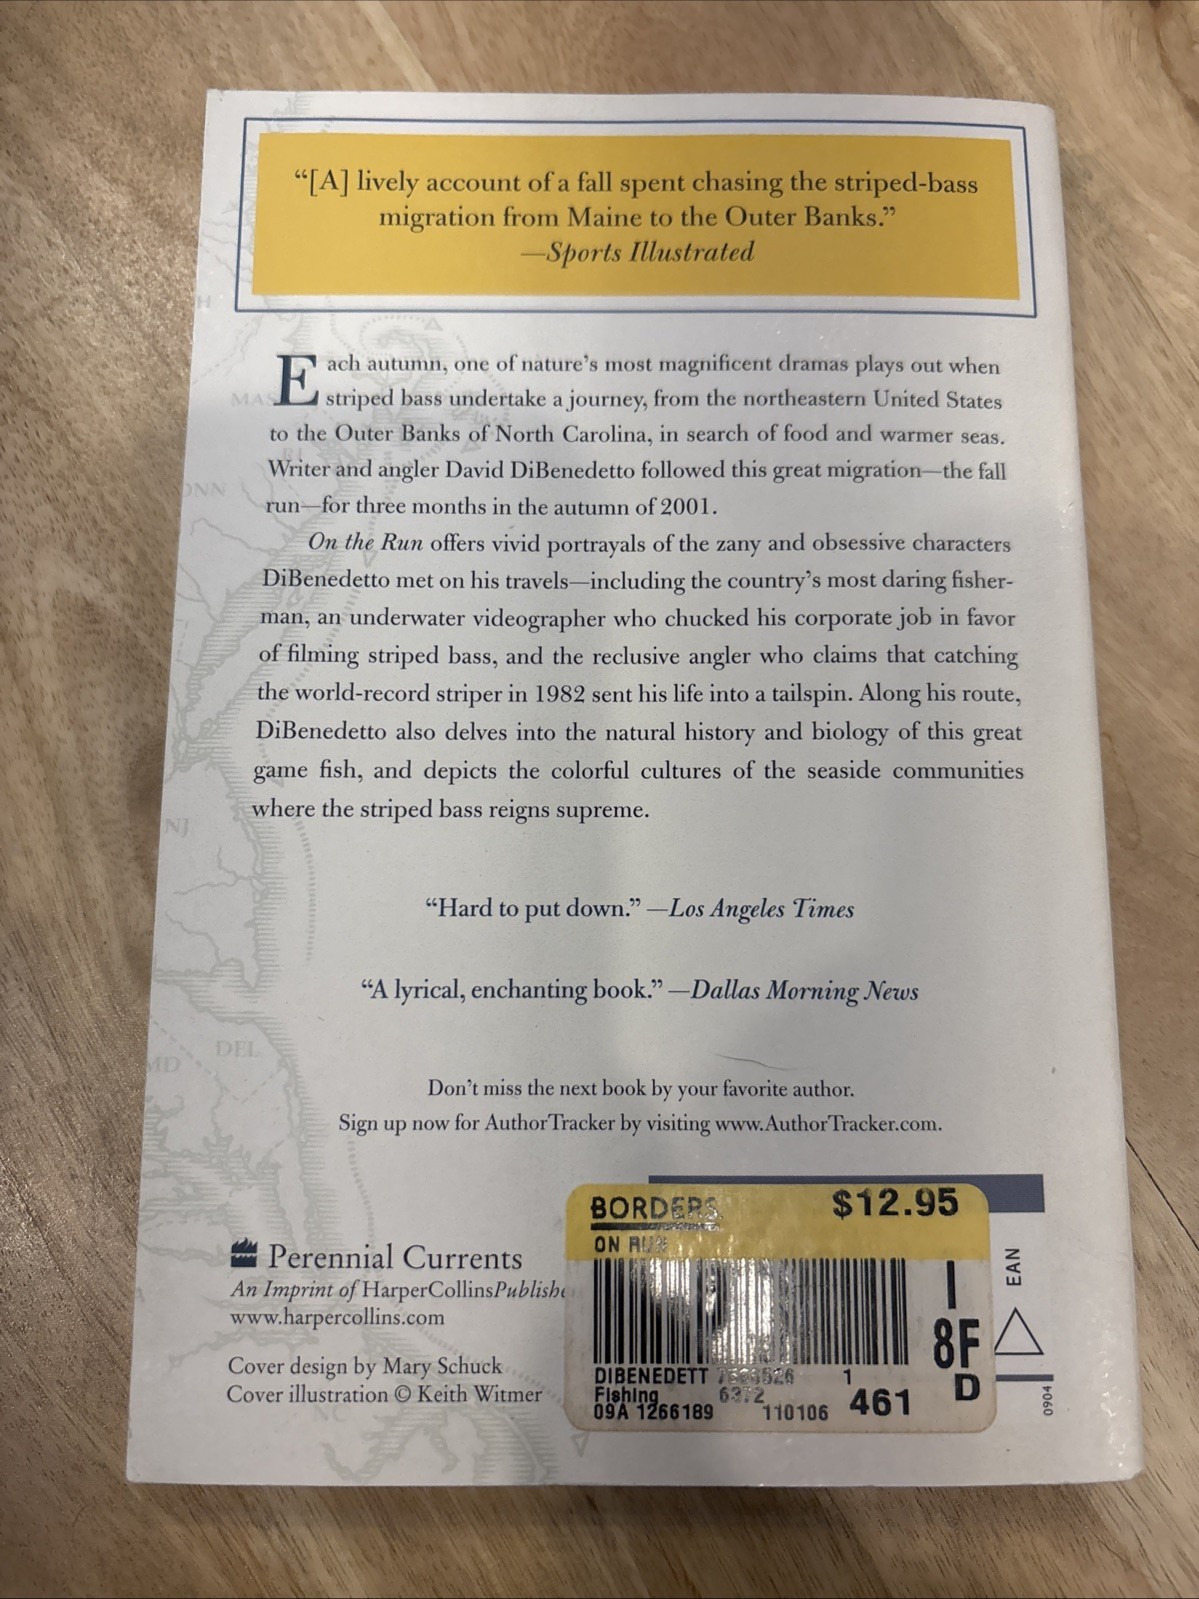 “[A] lively account of a fall spent chasing the striped-bass
migration from Maine to the Outer Banks.”
—Sports Illustrated
Each autumn, one of nature’s most magnificent dramas plays out when
striped bass undertake a journey, from the northeastern United States
to the Outer Banks of North Carolina, in search of food and warmer seas.
Writer and angler David DiBenedetto followed this great migration—the fall
run—for three months in the autumn of 2001.
On the Run offers vivid portrayals of the zany and obsessive characters
DiBenedetto met on his travels—including the country’s most daring fisher-
man, an underwater videographer who chucked his corporate job in favor
of filming striped bass, and the reclusive angler who claims that catching
the world-record striper in 1982 sent his life into a tailspin. Along his route,
DiBenedetto also delves into the natural history and biology of this great
game fish, and depicts the colorful cultures of the seaside communities
where the striped bass reigns supreme.
NJ
“Hard to put down.” —Los Angeles Times
“A lyrical, enchanting book.” —Dallas Morning News
DEL
MD
Don’t miss the next book by your favorite author.
Sign up now for AuthorTracker by visiting www.AuthorTracker.com.
Perennial Currents
An Imprint of HarperCollinsPublishe
www.harpercollins.com
Cover design by Mary Schuck
Cover illustration © Keith Witmer
BORDERS. $12.95
ON RUN
I
8F
D
DIBENEDETT 1
Fishing
09A 1266189 110106 461
EAN
0904